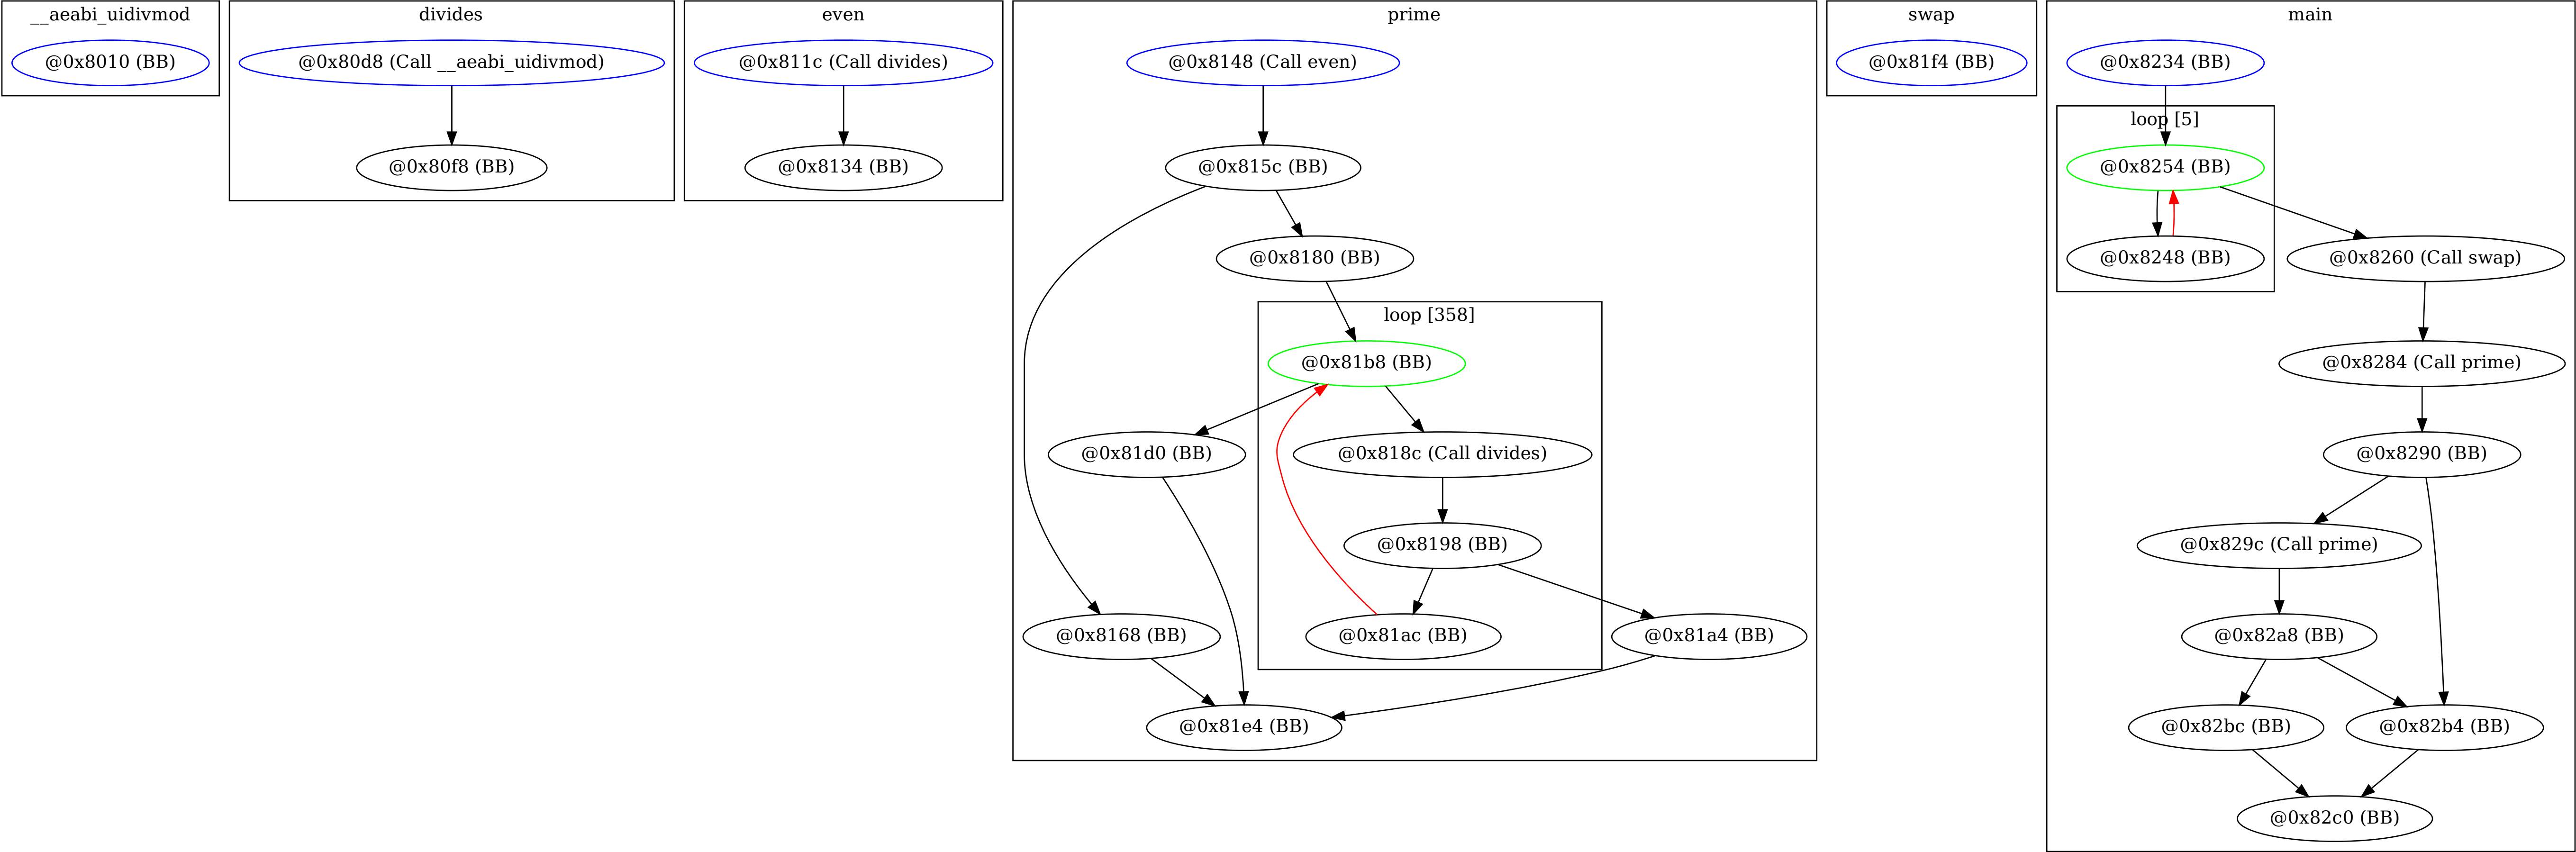 __aeabi_uidivmod
@0x8010 (BB)
divides
@0x80d8 (Call __aeabi_uidivmod)
@0x80f8 (BB)
even
@0x811c (Call divides)
@0x8134 (BB)
prime
@0x8148 (Call even)
@0x815c (BB)
@0x8180 (BB)
loop [358]
@0x81b8 (BB)
@0x81d0 (BB)
@0x818c (Call divides)
@0x8198 (BB)
@0x8168 (BB)
@0x81ac (BB)
@0x81a4 (BB)
@0x81e4 (BB)
swap
@0x81f4 (BB)
main
@0x8234 (BB)
loop [5]
@0x8254 (BB)
@0x8248 (BB)
@0x8260 (Call swap)
@0x8284 (Call prime)
@0x8290 (BB)
@0x829c (Call prime)
@0x82a8 (BB)
@0x82bc (BB)
@0x82b4 (BB)
@0x82c0 (BB)